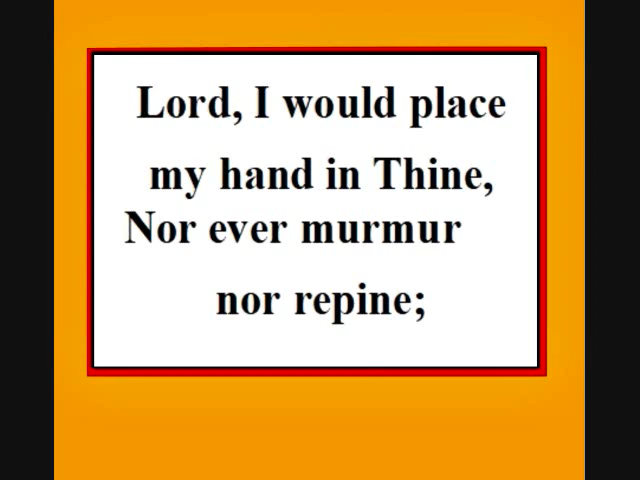 Lord, I would place
my hand in Thine,
Nor ever murmur
nor repine;